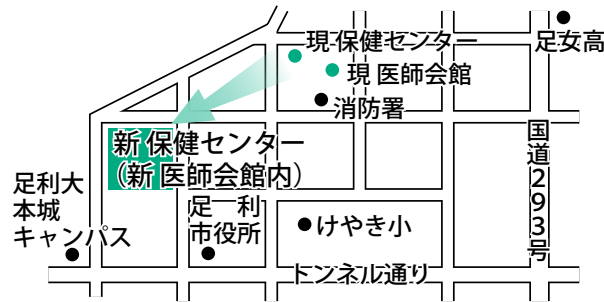 現 保健センター
足女高
現 医師会館
消防署
国道293号
新 保健センター
（新 医師会館内）
足利大
本城
キャンパス
足　利
市役所
けやき小
トンネル通り